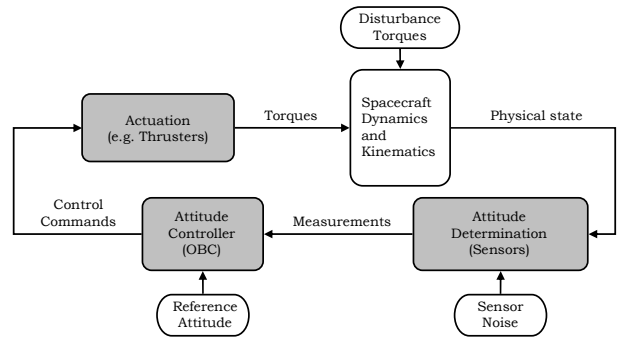 Disturbance
Torques
Actuation
(e.g. Thrusters)
Torques
Spacecraft
Dynamics
and
Kinematics
Physical state
Control
Commands
Attitude
Controller
(OBC)
Measurements
Attitude
Determination
(Sensors)
Reference
Attitude
Sensor
Noise